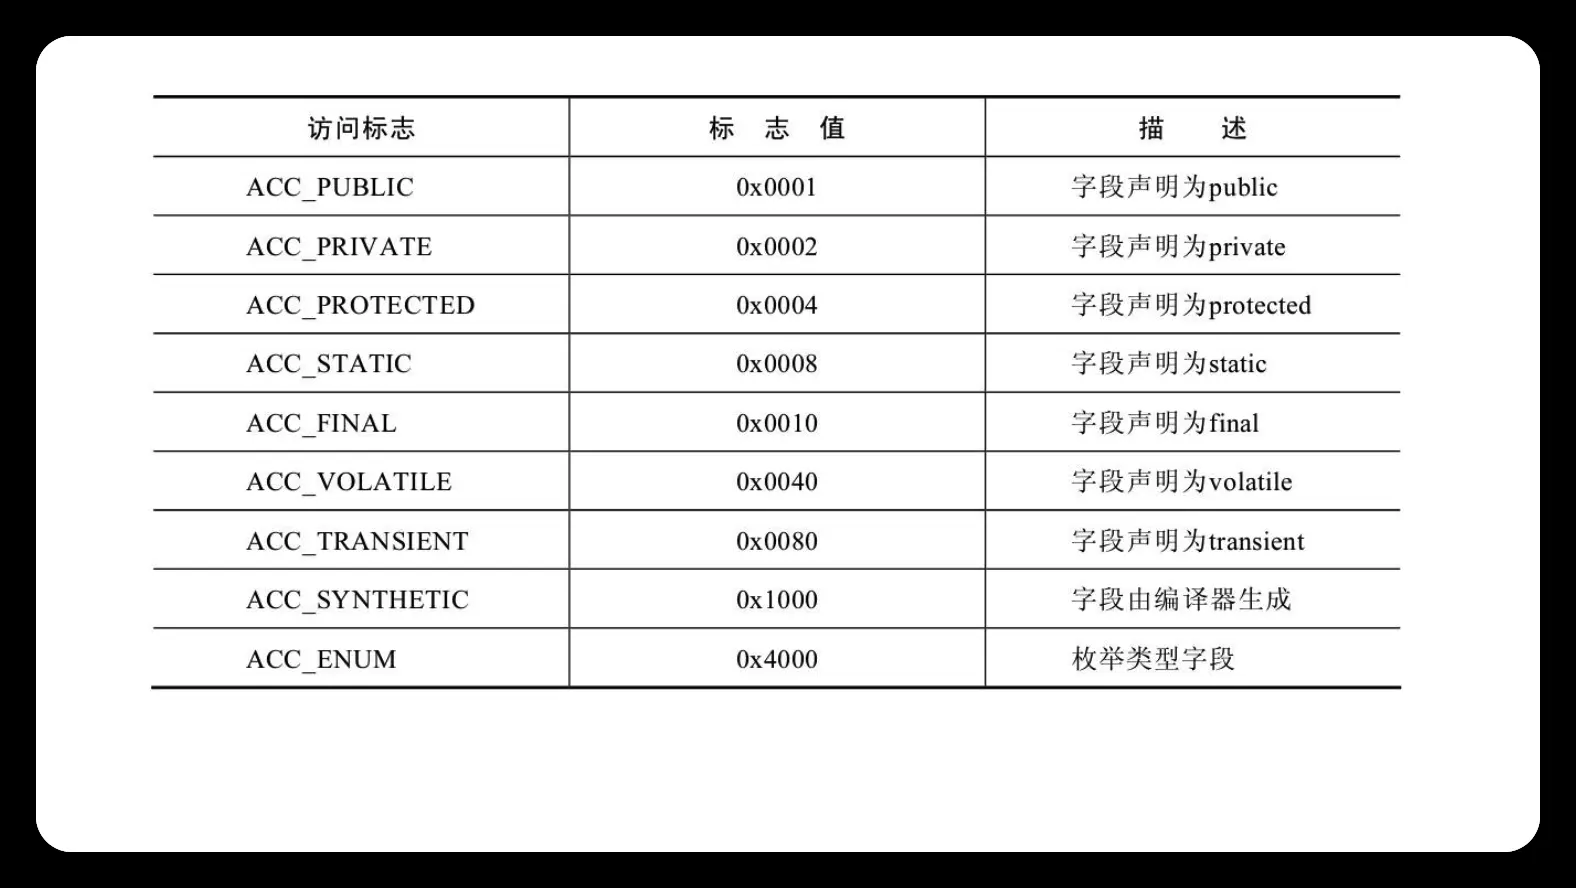 访问标志 标 志 值 描 述
ACC_PUBLIC 0x0001 字段声明为public
ACC_PRIVATE 0x0002 字段声明为private
ACC_PROTECTED 0x0004 字段声明为protected
ACC_STATIC 0x0008 字段声明为static
ACC_FINAL 0x0010 字段声明为final
ACC_VOLATILE 0x0040 字段声明为volatile
ACC_TRANSIENT 0x0080 字段声明为transient
ACC_SYNTHETIC 0x1000 字段由编译器生成
ACC_ENUM 0x4000 枚举类型字段